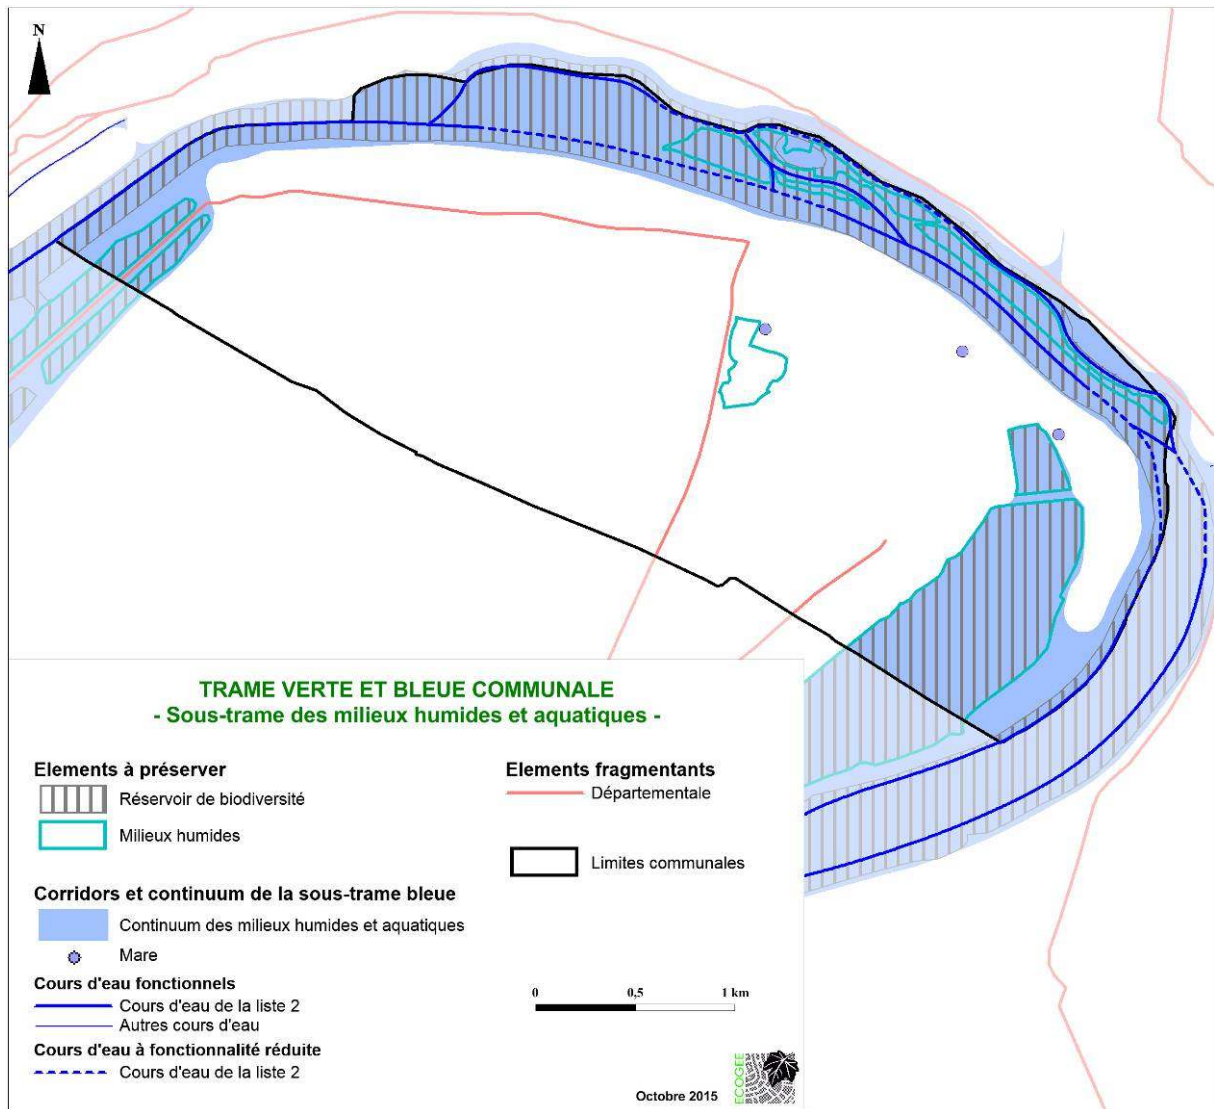 N
TRAME VERTE ET BLEUE COMMUNALE
- Sous-trame des milieux humides et aquatiques -
Elements à préserver
Réservoir de biodiversité
Milieux humides
Elements fragmentants
Départementale
Limites communales
Corridors et continuum de la sous-trame bleue
Continuum des milieux humides et aquatiques
Mare
Cours d'eau fonctionnels
Cours d'eau de la liste 2
Autres cours d'eau
Cours d'eau à fonctionnalité réduite
Cours d'eau de la liste 2
0 0,5 1 km
Octobre 2015
ECOGEE